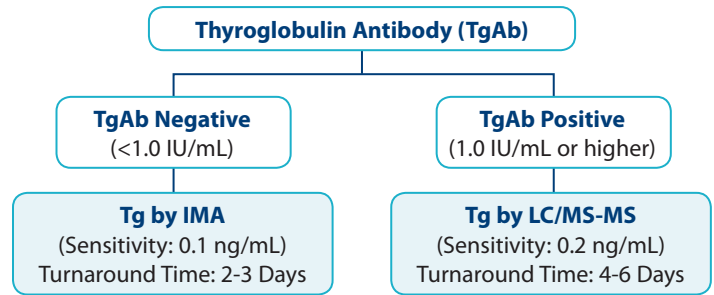 Thyroglobulin Antibody (TgAb)
TgAb Negative
(<1.0 IU/mL)
TgAb Positive
(1.0 IU/mL or higher)
Tg by IMA
(Sensitivity: 0.1 ng/mL)
Turnaround Time: 2-3 Days
Tg by LC/MS-MS
(Sensitivity: 0.2 ng/mL)
Turnaround Time: 4-6 Days